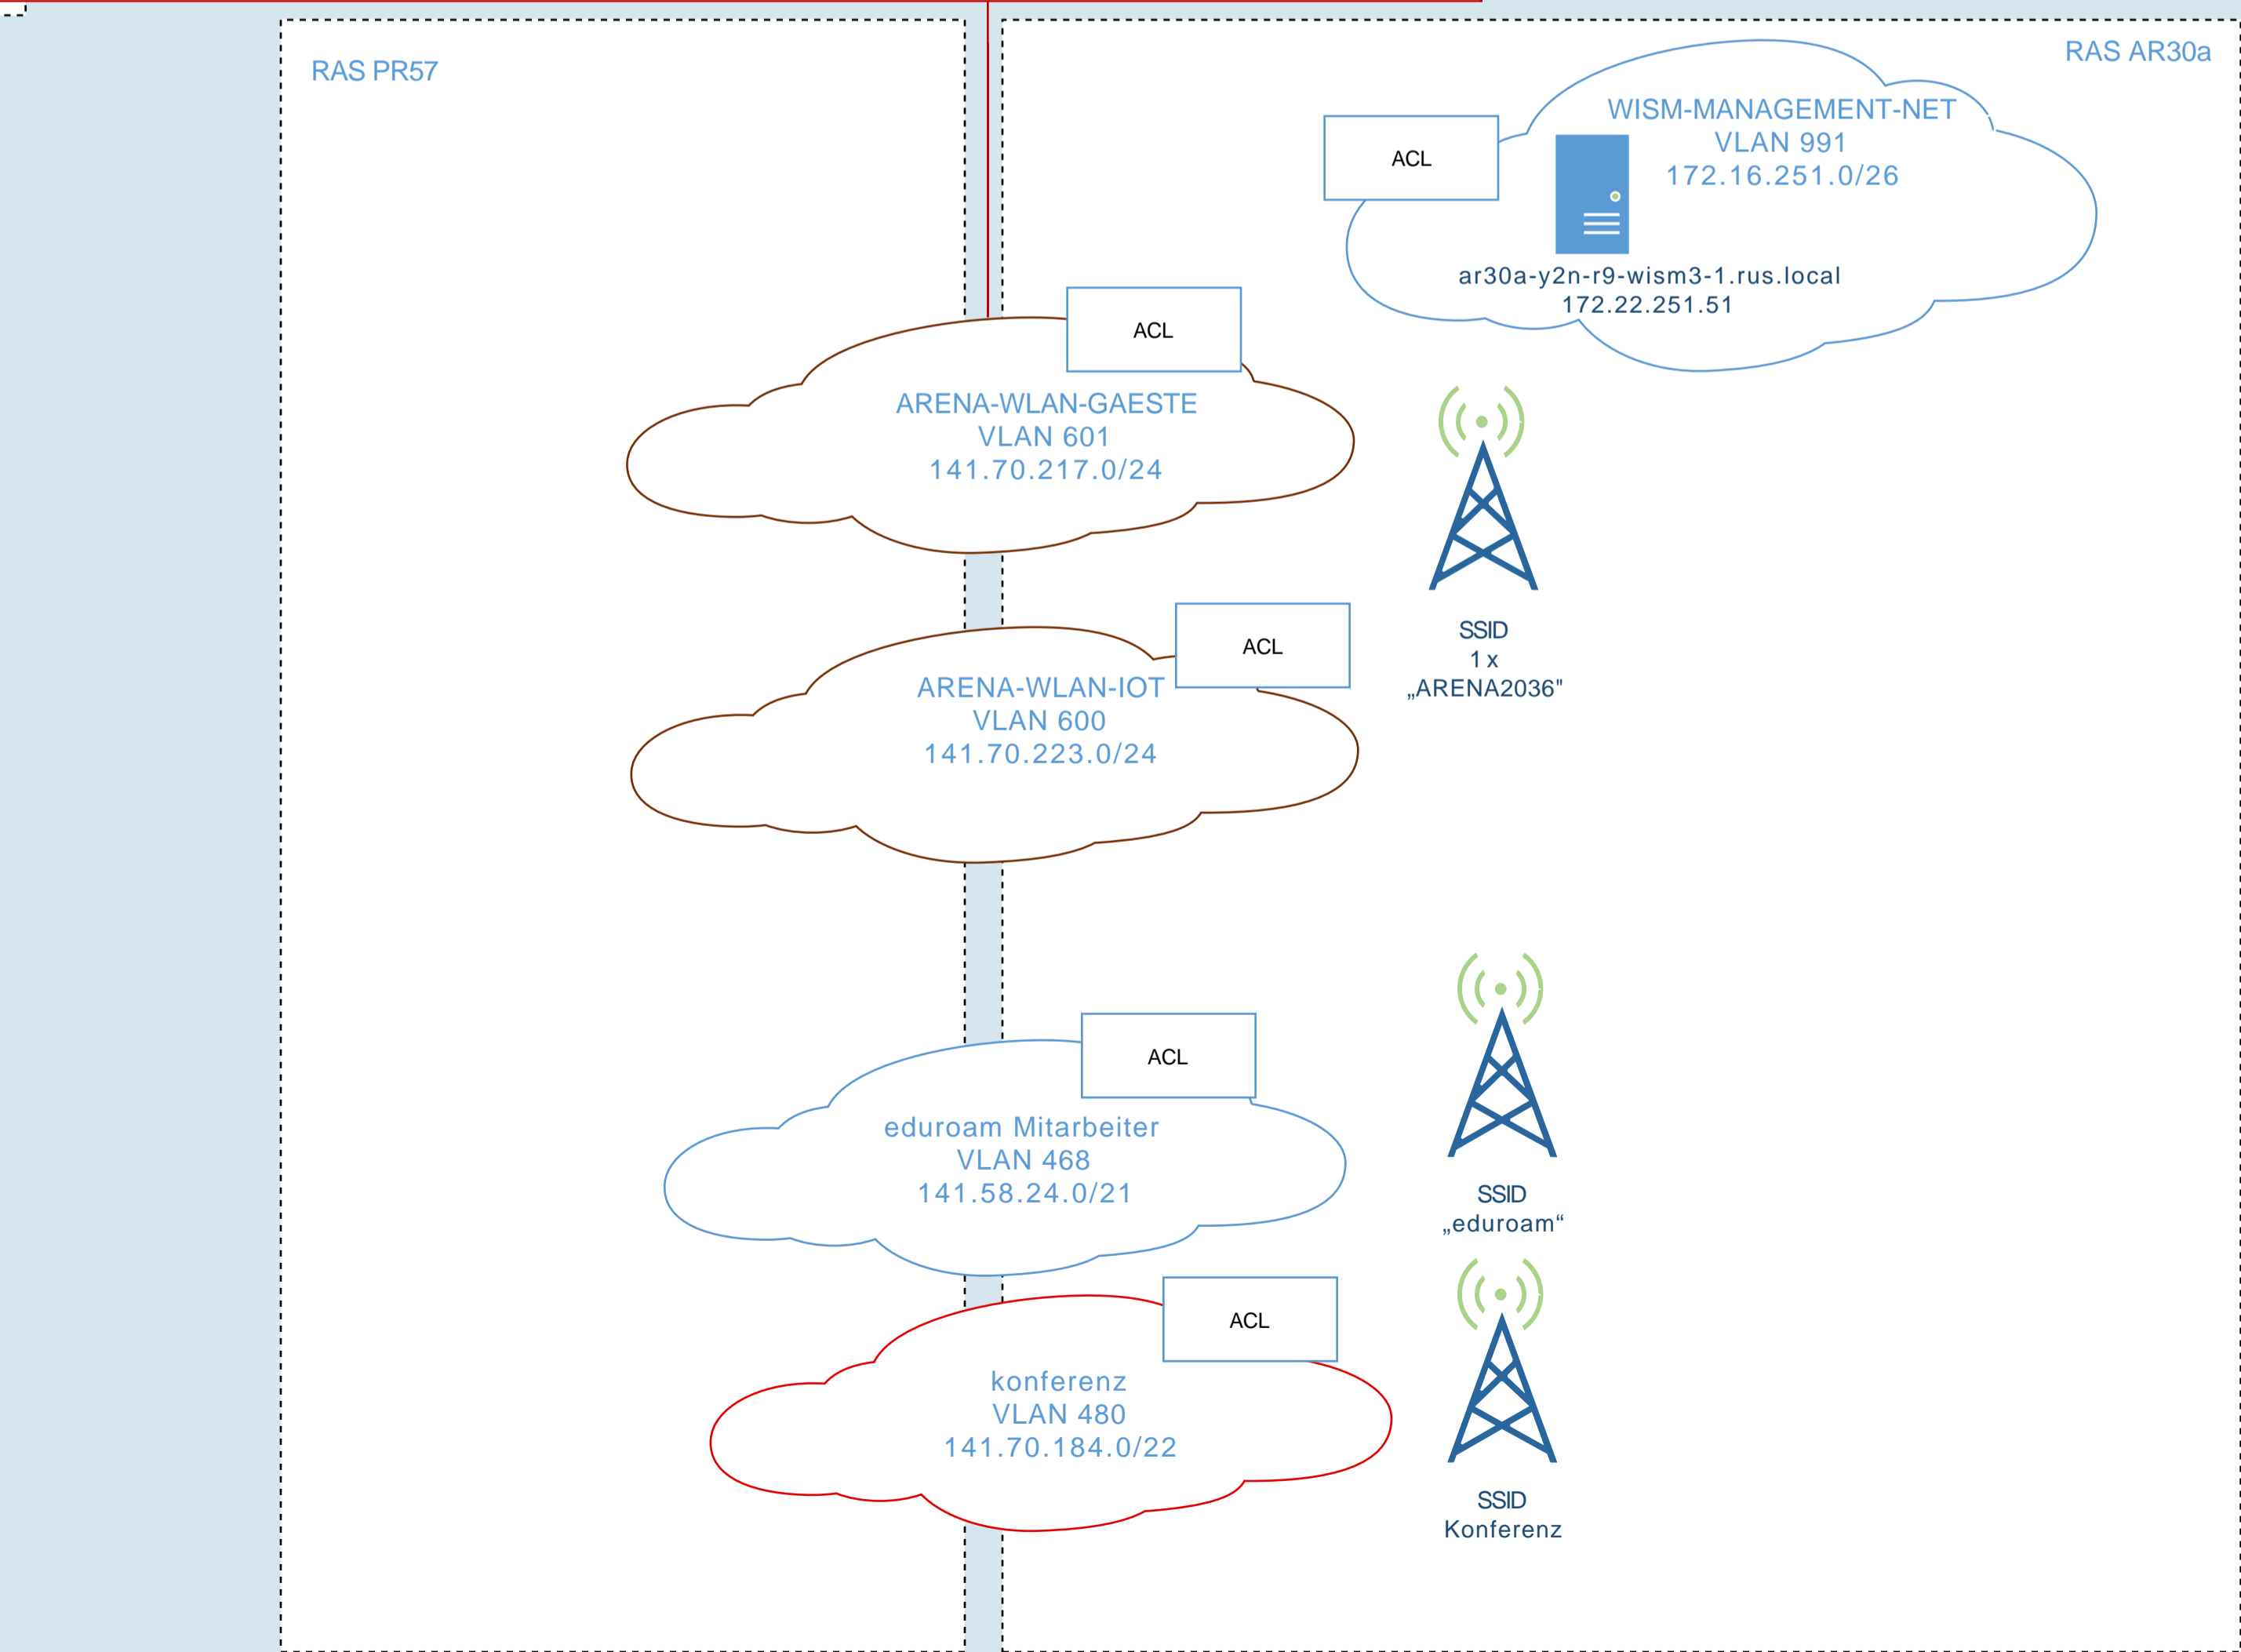 RAS PR57
RAS AR30a
ACL
WISM-MANAGEMENT-NET
VLAN 991
172.16.251.0/26
ar30a-y2n-r9-wism3-1.rus.local
172.22.251.51
ACL
ARENA-WLAN-GAESTE
VLAN 601
141.70.217.0/24
ACL
ARENA-WLAN-IOT
VLAN 600
141.70.223.0/24
SSID
1 x
„ARENA2036"
ACL
eduroam Mitarbeiter
VLAN 468
141.58.24.0/21
SSID
„eduroam“
ACL
konferenz
VLAN 480
141.70.184.0/22
SSID
Konferenz